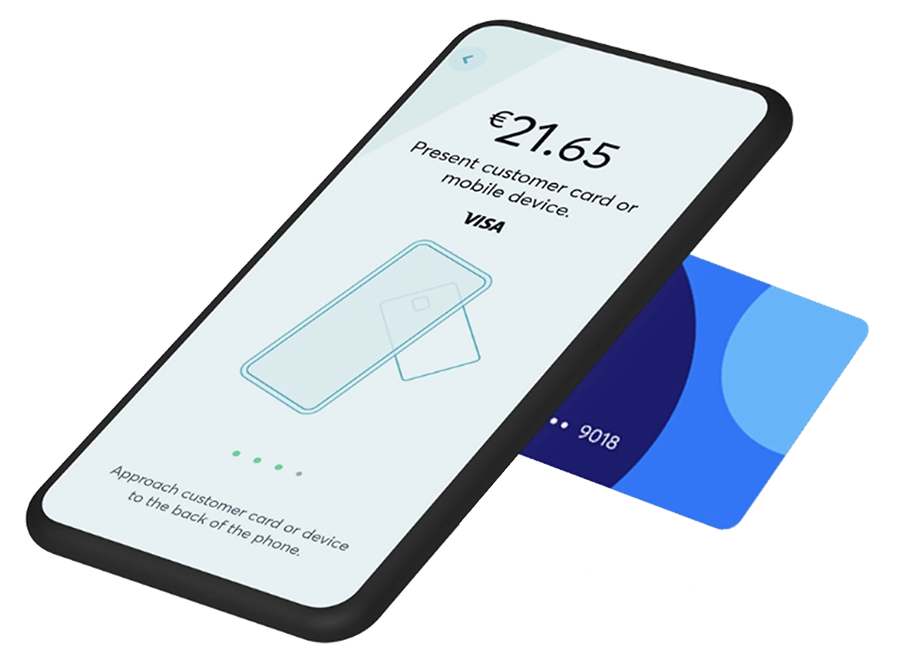 €21.65
Present customer card or
mobile device.
VISA
Approach customer card or device
to the back of the phone.
•• 9018